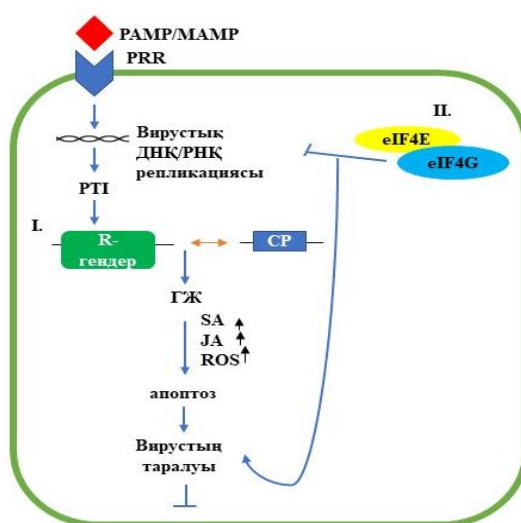 PAMP/MAMP
PRR
Вирустық
ДНҚ/РНҚ
репликациясы
PTI
I.
R-
гендер
CP
ГЖ
SA
JA
ROS
апоптоз
Вирустың
таралуы
II.
eIF4E
eIF4G